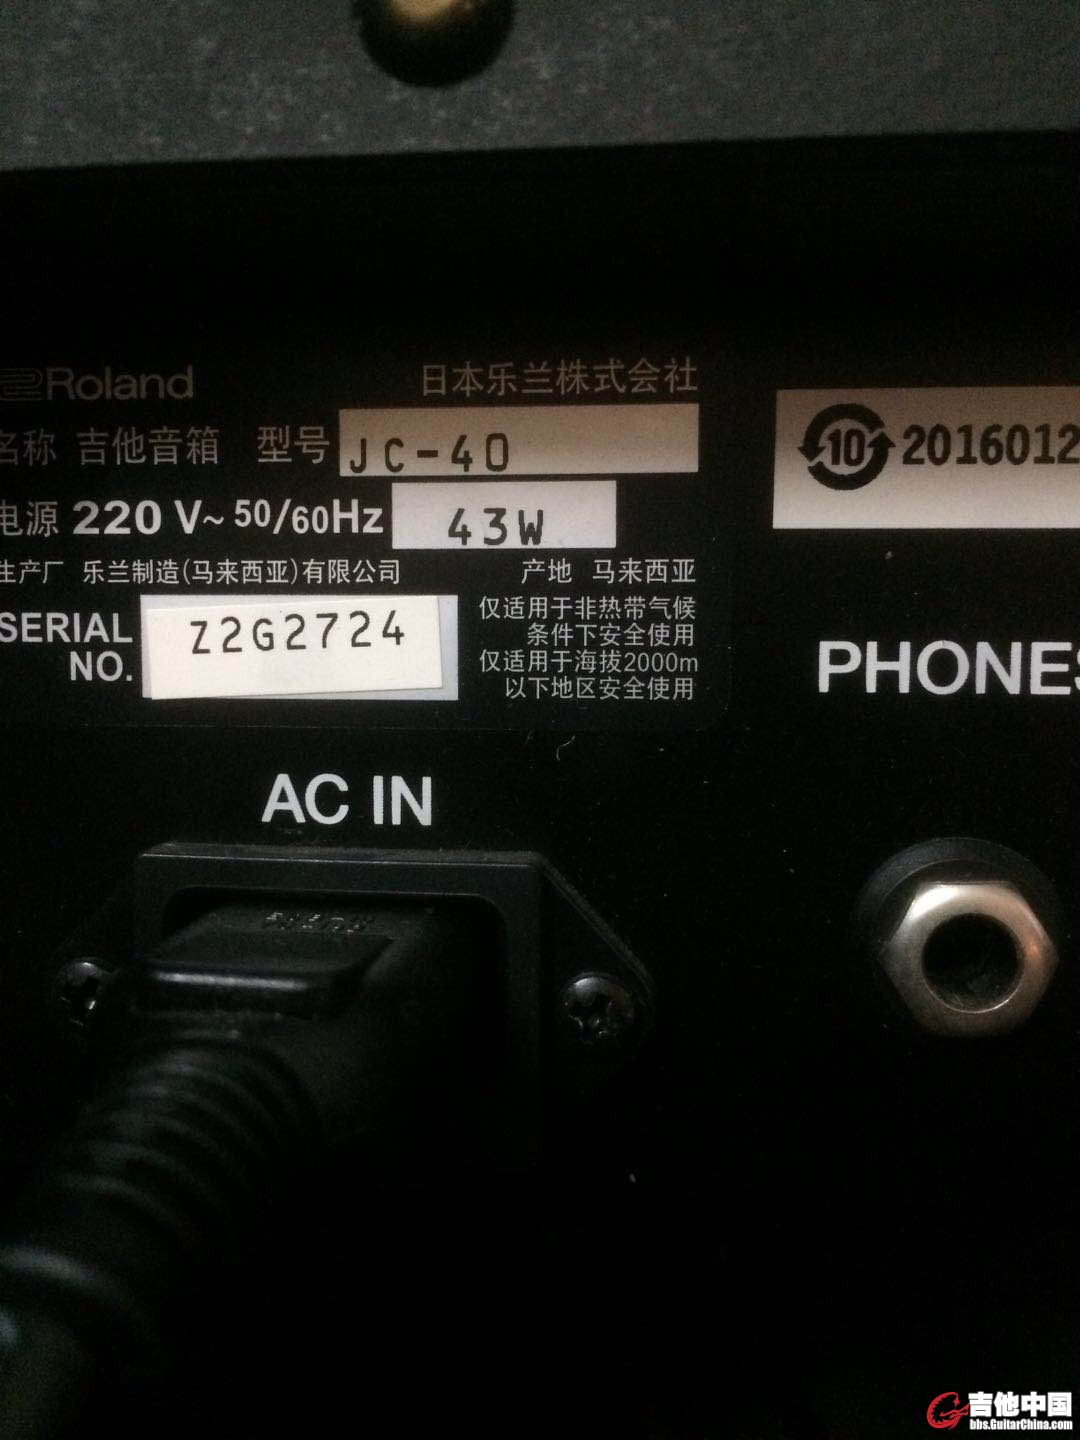 Roland 日本乐兰株式会社
名称 吉他音箱 型号 JC-40
电源 220 V~ 50/60Hz 43W
生产厂 乐兰制造(马来西亚)有限公司 产地 马来西亚
SERIAL NO. Z2G2724
仅适用于非热带气候
条件下安全使用
仅适用于海拔2000m
以下地区安全使用
10 2016012
PHONES
AC IN
吉他中国
bbs.GuitarChina.com